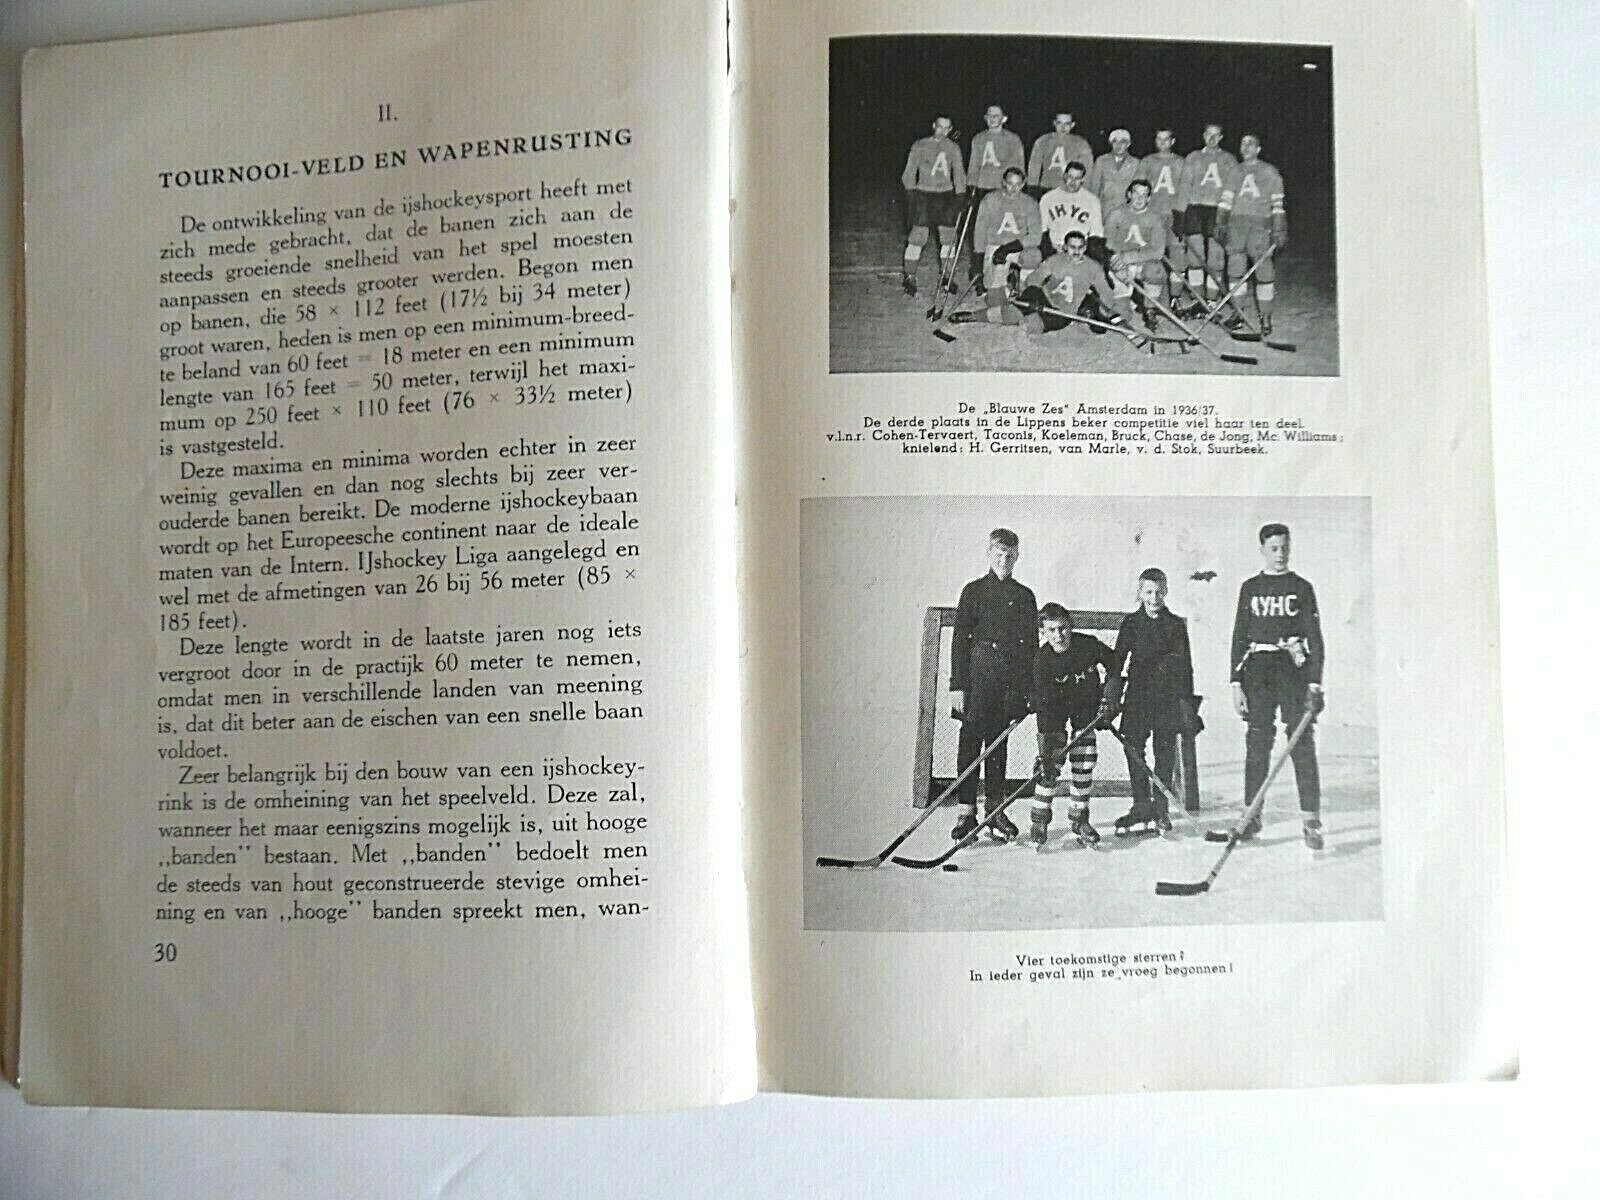 II.
TOURNOOI-VELD EN WAPENRUSTING
De ontwikkeling van de ijshockeysport heeft met
zich mede gebracht, dat de banen zich aan de
steeds groeiende snelheid van het spel moesten
aanpassen en steeds grooter werden. Begon men
op banen, die 58 × 112 feet (17½ bij 34 meter)
groot waren, heden is men op een minimum-breed-
te beland van 60 feet = 18 meter en een minimum
lengte van 165 feet = 50 meter, terwijl het maxi-
mum op 250 feet × 110 feet (76 × 33½ meter)
is vastgesteld.
Deze maxima en minima worden echter in zeer
weinig gevallen en dan nog slechts bij zeer ver-
ouderde banen bereikt. De moderne ijshockeybaan
wordt op het Europeesche continent naar de ideale
maten van de Intern. IJshockey Liga aangelegd en
wel met de afmetingen van 26 bij 56 meter (85 ×
185 feet).
Deze lengte wordt in de laatste jaren nog iets
vergroot door in de practijk 60 meter te nemen,
omdat men in verschillende landen van meening
is, dat dit beter aan de eischen van een snelle baan
voldoet.
Zeer belangrijk bij den bouw van een ijshockey-
rink is de omheining van het speelveld. Deze zal,
wanneer het maar eenigszins mogelijk is, uit hooge
,,banden'' bestaan. Met ,,banden'' bedoelt men
de steeds van hout geconstrueerde stevige omhei-
ning en van ,,hooge'' banden spreekt men, wan-
30
A A A A A A
A IHYC A
A
De „Blauwe Zes" Amsterdam in 1936/37.
De derde plaats in de Lippens beker competitie viel haar ten deel.
v.l.n.r. Cohen-Tervaert, Taconis, Koeleman, Bruck, Chase, de Jong, Mc. Williams;
knielend: H. Gerritsen, van Marle, v. d. Stok, Suurbeek.
AYHC
Vier toekomstige sterren?
In ieder geval zijn ze vroeg begonnen!